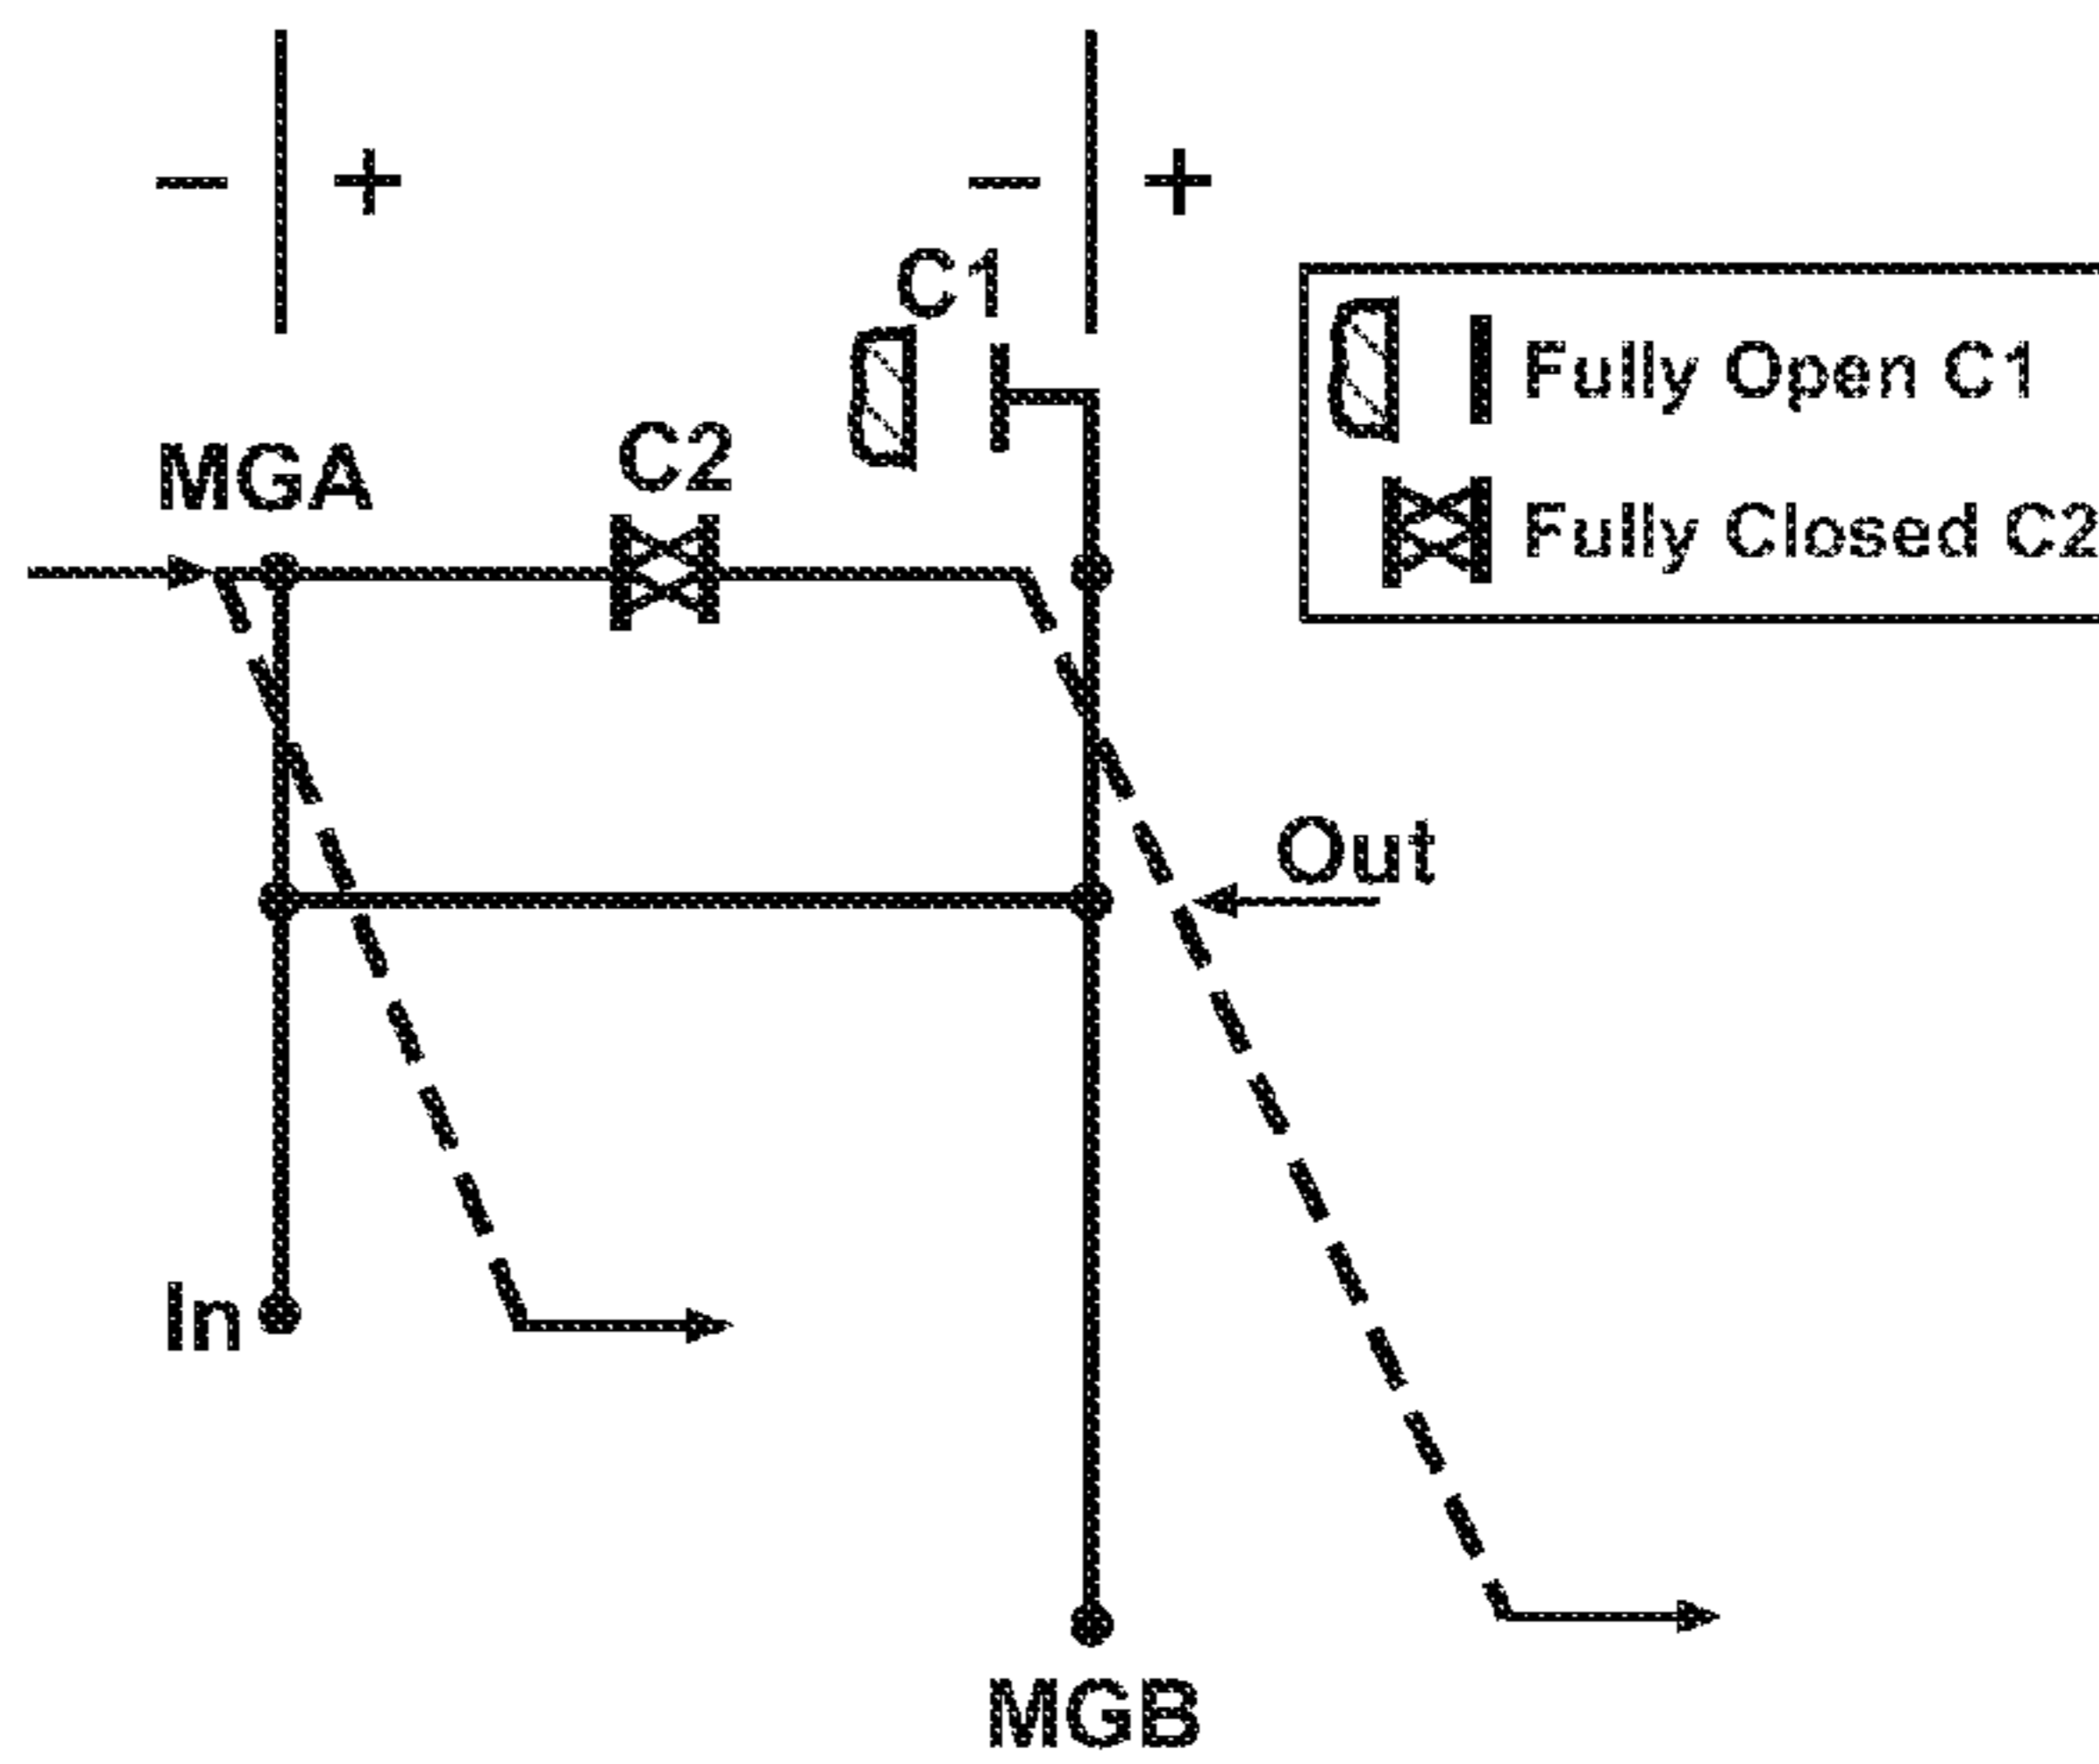 − + − +
C1
Fully Open C1
C2
MGA
Fully Closed C2
Out
In
MGB